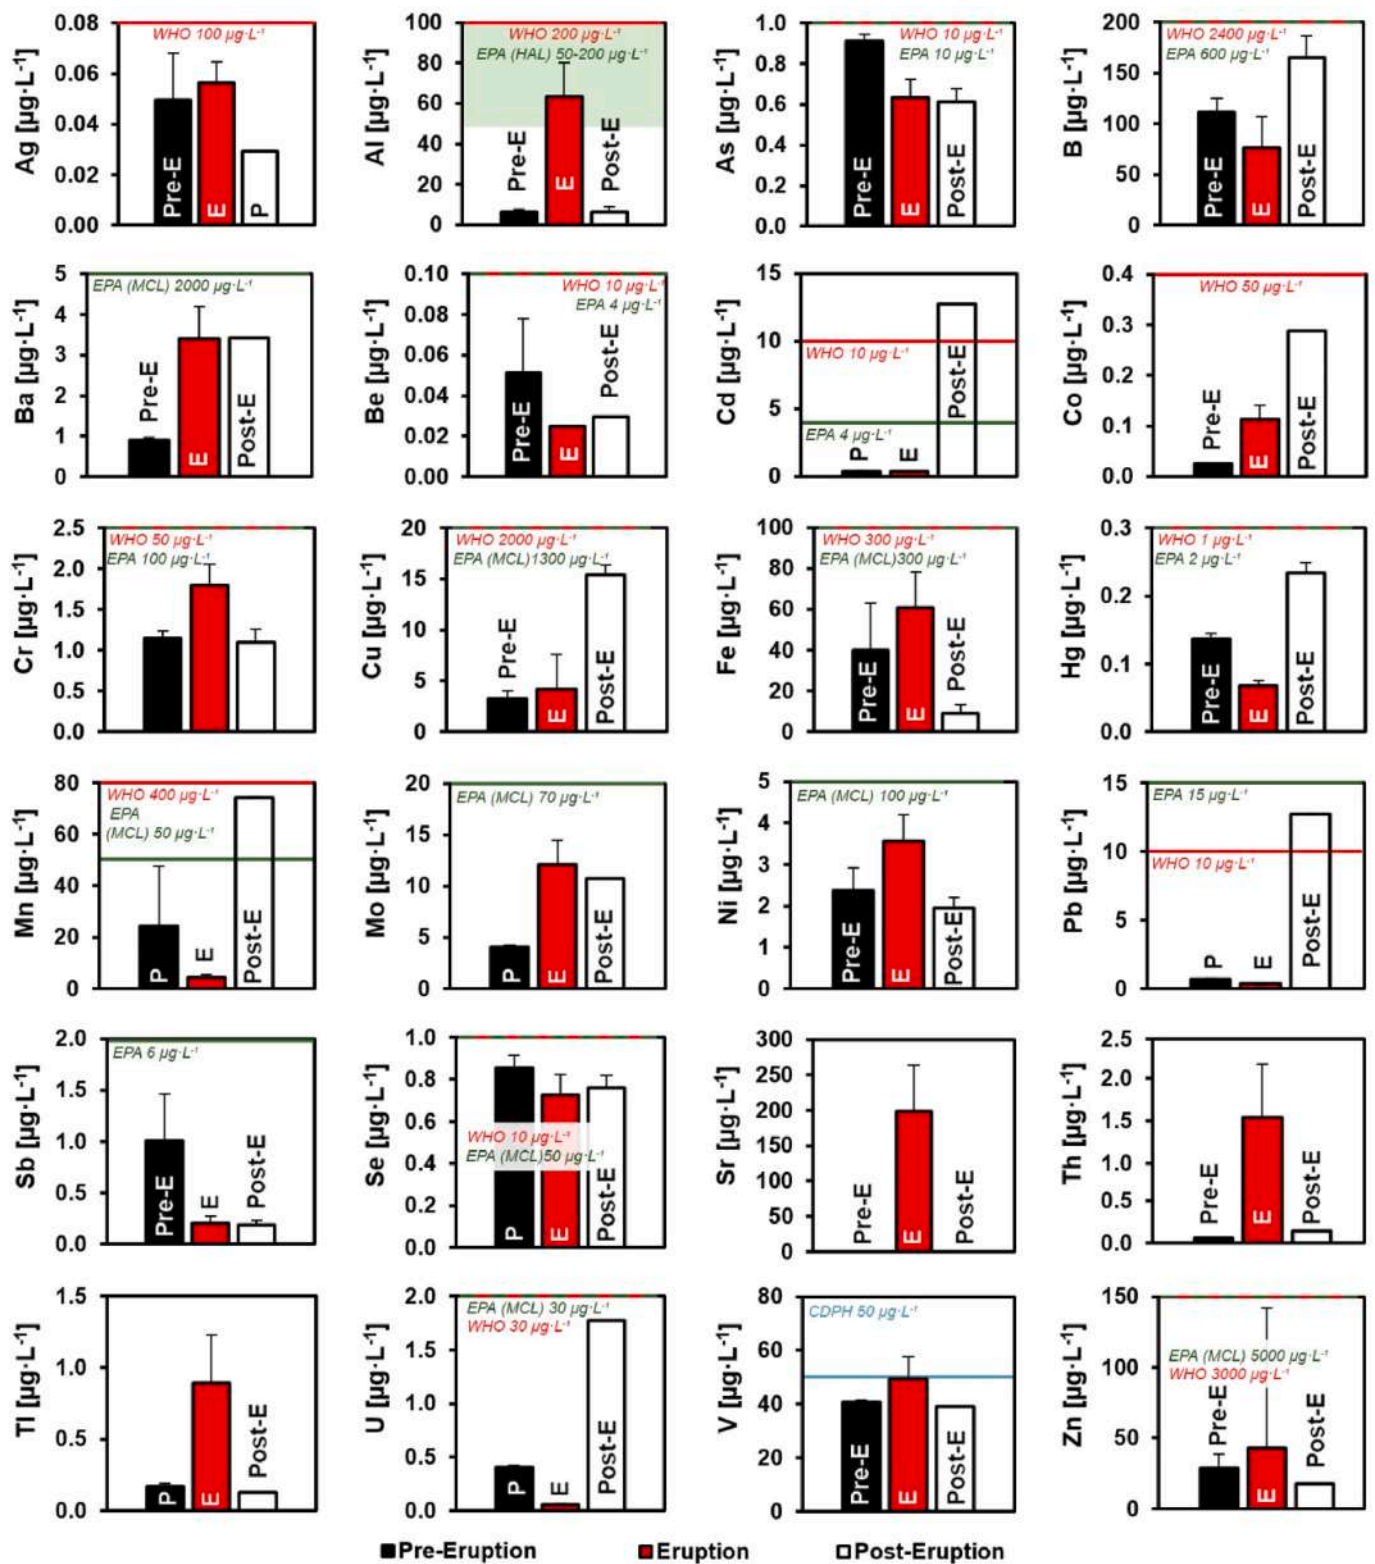 Ag [µg·L⁻¹]
0.08
0.06
0.04
0.02
0.00
WHO 100 µg·L⁻¹
Pre-E
E
P
Al [µg·L⁻¹]
100
80
60
40
20
0
WHO 200 µg·L⁻¹
EPA (HAL) 50-200 µg·L⁻¹
Pre-E
E
Post-E
As [µg·L⁻¹]
1.0
0.8
0.6
0.4
0.2
0.0
WHO 10 µg·L⁻¹
EPA 10 µg·L⁻¹
Pre-E
E
Post-E
B [µg·L⁻¹]
200
150
100
50
0
WHO 2400 µg·L⁻¹
EPA 600 µg·L⁻¹
Pre-E
E
Post-E
Ba [µg·L⁻¹]
5
4
3
2
1
0
EPA (MCL) 2000 µg·L⁻¹
Pre-E
E
Post-E
Be [µg·L⁻¹]
0.10
0.08
0.06
0.04
0.02
0.00
WHO 10 µg·L⁻¹
EPA 4 µg·L⁻¹
Pre-E
E
Post-E
Cd [µg·L⁻¹]
15
10
5
0
WHO 10 µg·L⁻¹
EPA 4 µg·L⁻¹
P
E
Post-E
Co [µg·L⁻¹]
0.4
0.3
0.2
0.1
0.0
WHO 50 µg·L⁻¹
Pre-E
E
Post-E
Cr [µg·L⁻¹]
2.5
2.0
1.5
1.0
0.5
0.0
WHO 50 µg·L⁻¹
EPA 100 µg·L⁻¹
Cu [µg·L⁻¹]
20
15
10
5
0
WHO 2000 µg·L⁻¹
EPA (MCL)1300 µg·L⁻¹
Pre-E
E
Post-E
Fe [µg·L⁻¹]
100
80
60
40
20
0
WHO 300 µg·L⁻¹
EPA (MCL)300 µg·L⁻¹
Pre-E
E
Post-E
Hg [µg·L⁻¹]
0.3
0.2
0.1
0.0
WHO 1 µg·L⁻¹
EPA 2 µg·L⁻¹
Pre-E
E
Post-E
Mn [µg·L⁻¹]
80
60
40
20
0
WHO 400 µg·L⁻¹
EPA
(MCL) 50 µg·L⁻¹
P
E
Post-E
Mo [µg·L⁻¹]
20
15
10
5
0
EPA (MCL) 70 µg·L⁻¹
P
E
Post-E
Ni [µg·L⁻¹]
5
4
3
2
1
0
EPA (MCL) 100 µg·L⁻¹
Pre-E
E
Post-E
Pb [µg·L⁻¹]
15
10
5
0
EPA 15 µg·L⁻¹
WHO 10 µg·L⁻¹
P
E
Post-E
Sb [µg·L⁻¹]
2.0
1.5
1.0
0.5
0.0
EPA 6 µg·L⁻¹
Pre-E
E
Post-E
Se [µg·L⁻¹]
1.0
0.8
0.6
0.4
0.2
0.0
WHO 10 µg·L⁻¹
EPA (MCL)50 µg·L⁻¹
P
E
Post-E
Sr [µg·L⁻¹]
300
250
200
150
100
50
0
Pre-E
E
Post-E
Th [µg·L⁻¹]
2.5
2.0
1.5
1.0
0.5
0.0
Pre-E
E
Post-E
Tl [µg·L⁻¹]
1.5
1.0
0.5
0.0
P
E
Post-E
U [µg·L⁻¹]
2.0
1.5
1.0
0.5
0.0
EPA (MCL) 30 µg·L⁻¹
WHO 30 µg·L⁻¹
P
E
Post-E
V [µg·L⁻¹]
80
60
40
20
0
CDPH 50 µg·L⁻¹
Pre-E
E
Post-E
Zn [µg·L⁻¹]
150
100
50
0
EPA (MCL) 5000 µg·L⁻¹
WHO 3000 µg·L⁻¹
Pre-E
E
Post-E
Pre-Eruption
Eruption
Post-Eruption